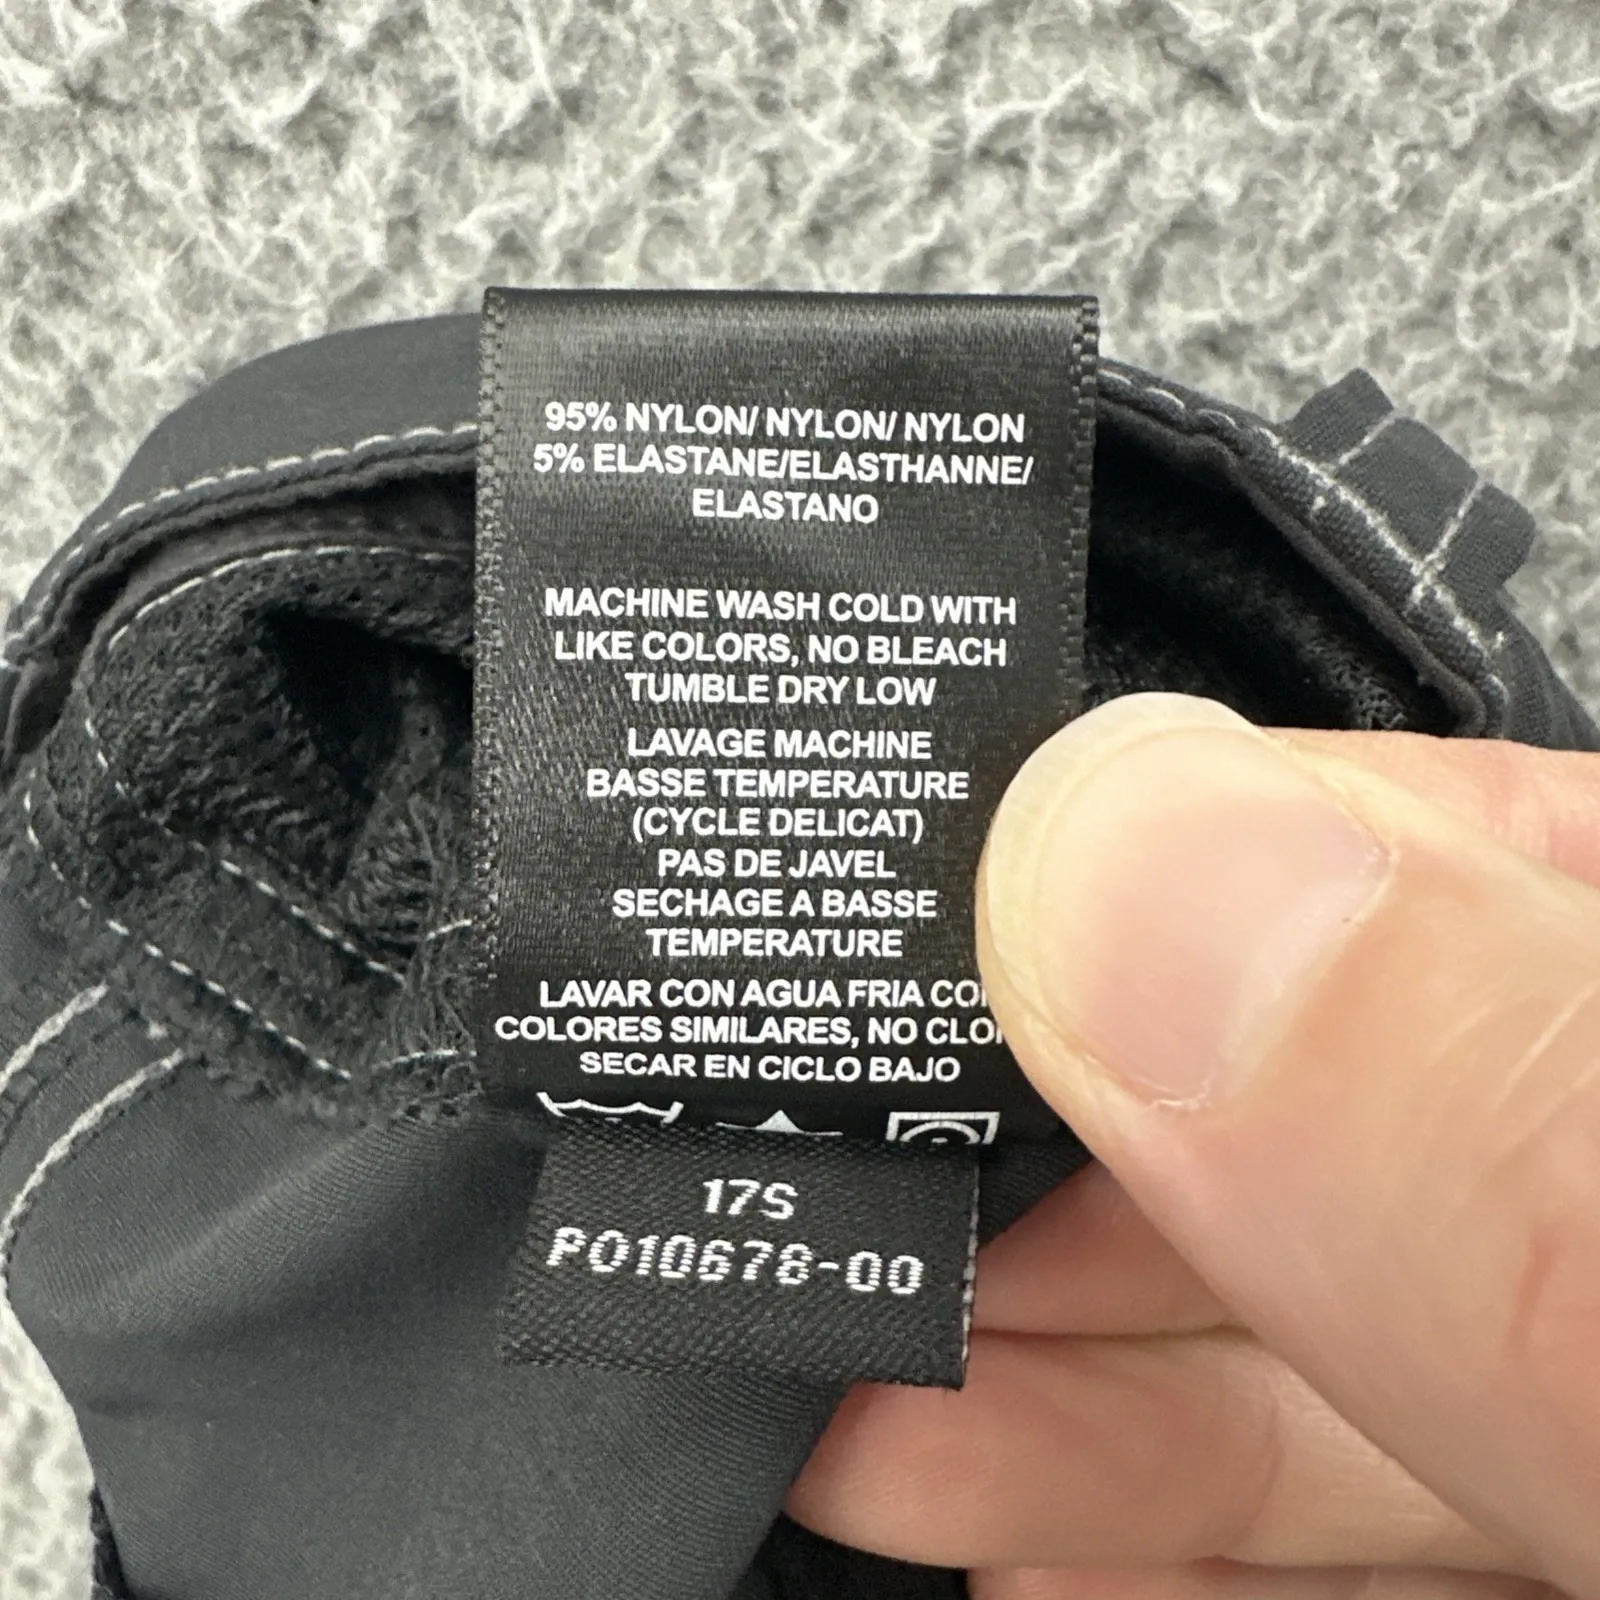 95% NYLON/ NYLON/ NYLON
5% ELASTANE/ELASTHANNE/
ELASTANO
MACHINE WASH COLD WITH
LIKE COLORS, NO BLEACH
TUMBLE DRY LOW
LAVAGE MACHINE
BASSE TEMPERATURE
(CYCLE DELICAT)
PAS DE JAVEL
SECHAGE A BASSE
TEMPERATURE
LAVAR CON AGUA FRIA
COLORES SIMILARES, NO
SECAR EN CICLO BAJO
17S
PO10678-00